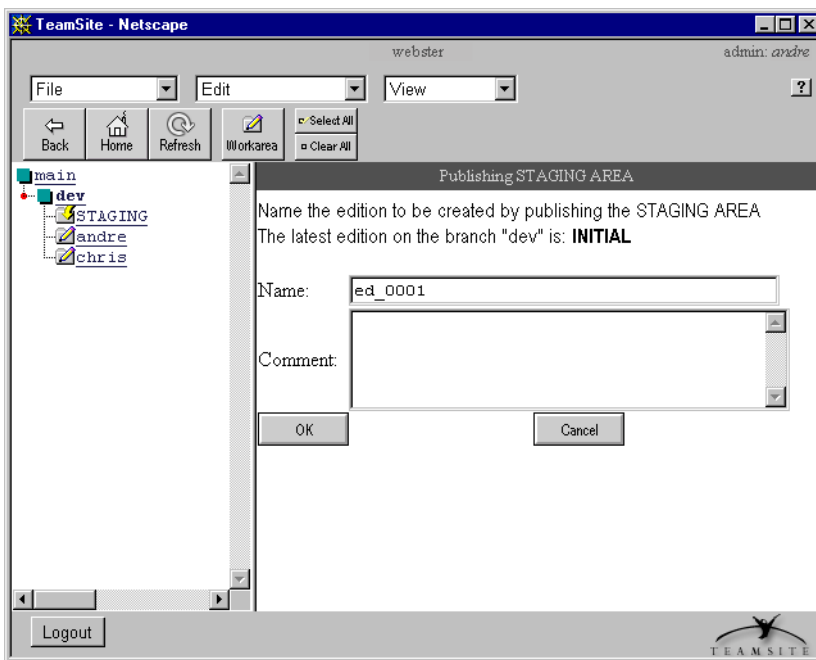 TeamSite - Netscape
webster
admin: andre
File Edit View ?
Back Home Refresh Workarea Select All
Clear All
main
dev
STAGING
andre
chris
Publishing STAGING AREA
Name the edition to be created by publishing the STAGING AREA
The latest edition on the branch "dev" is: INITIAL
Name: ed_0001
Comment:
OK Cancel
Logout
TEAMSITE